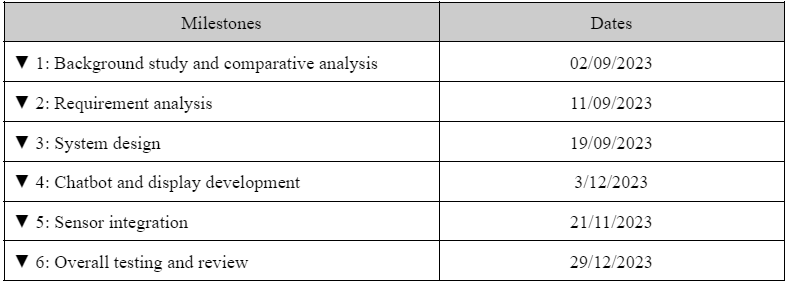 Milestones Dates
▼ 1: Background study and comparative analysis 02/09/2023
▼ 2: Requirement analysis 11/09/2023
▼ 3: System design 19/09/2023
▼ 4: Chatbot and display development 3/12/2023
▼ 5: Sensor integration 21/11/2023
▼ 6: Overall testing and review 29/12/2023